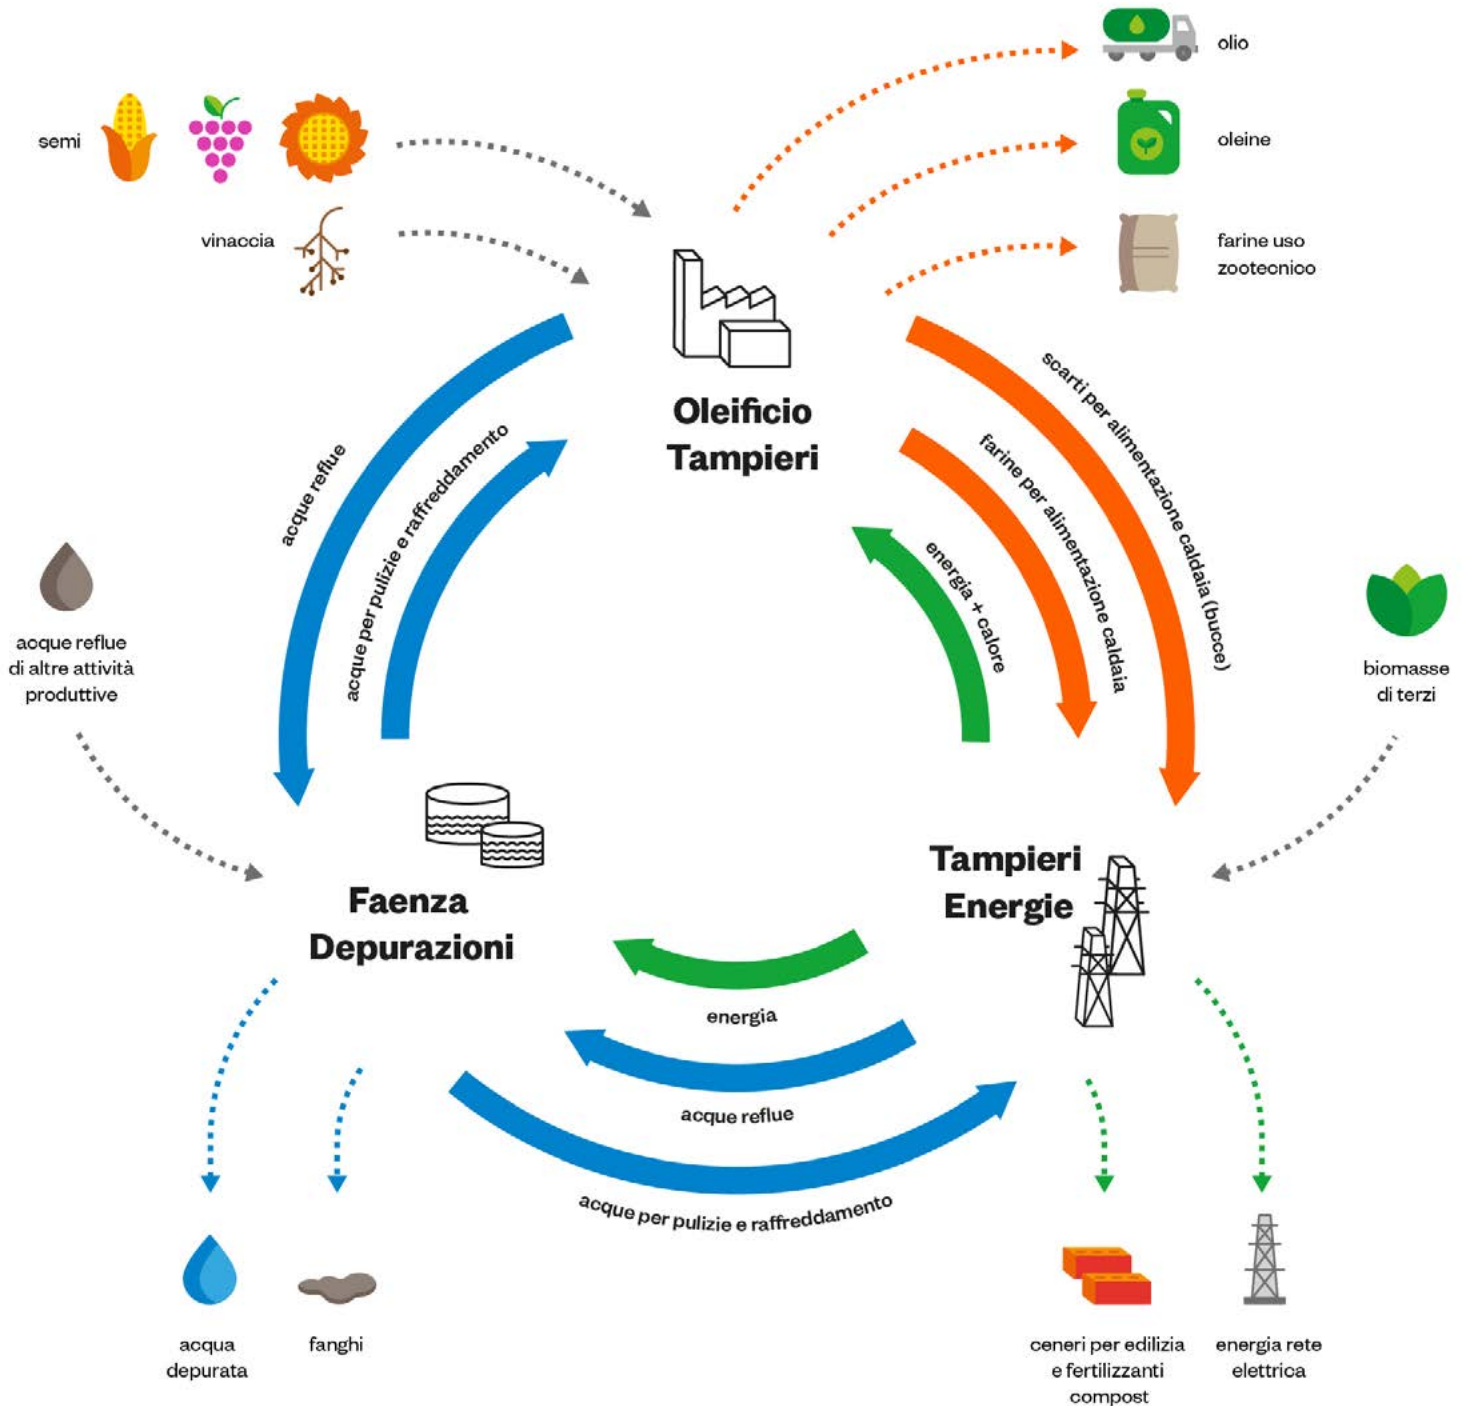 olio
semi
oleine
vinaccia
farine uso
zootecnico
Oleificio
Tampieri
scarti per alimentazione caldaia (bucce)
farine per alimentazione caldaia
energia + calore
acque reflue
acque per pulizie e raffreddamento
acque reflue
di altre attività
produttive
biomasse
di terzi
Tampieri
Energie
Faenza
Depurazioni
energia
acque reflue
acque per pulizie e raffreddamento
acqua
depurata
fanghi
ceneri per edilizia
e fertilizzanti
compost
energia rete
elettrica